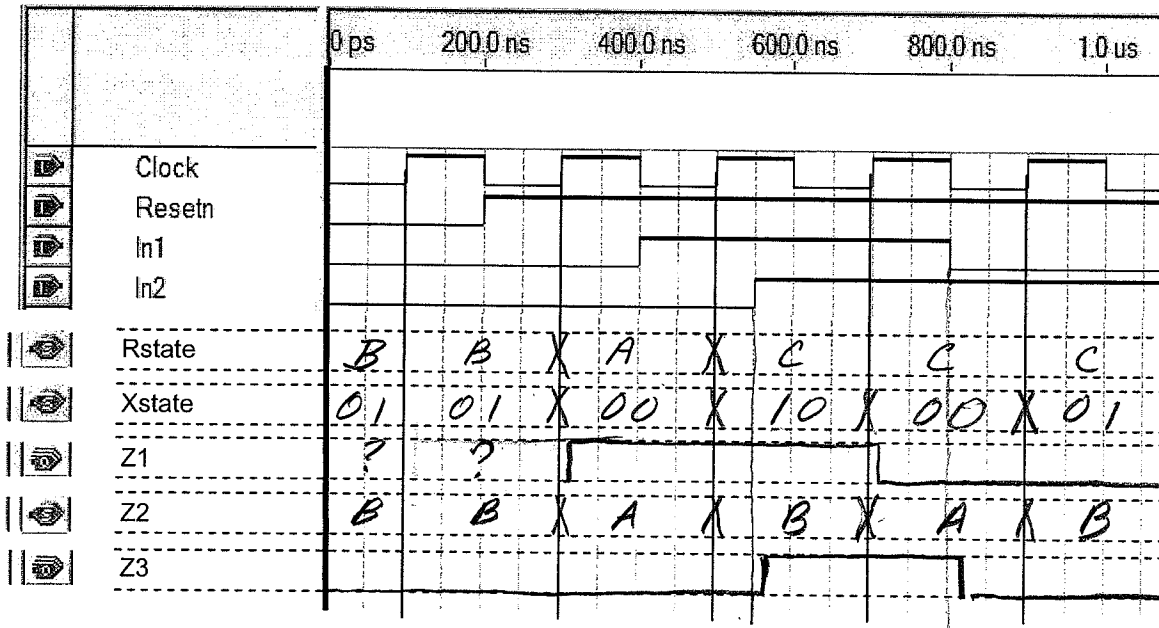 0 ps 200.0 ns 400.0 ns 600.0 ns 800.0 ns 1.0 us
Clock
Resetn
In1
In2
Rstate B B X A X C C C
Xstate 01 01 X 00 X 10 X 00 X 01
Z1 ? ?
Z2 B B X A X B X A X B
Z3